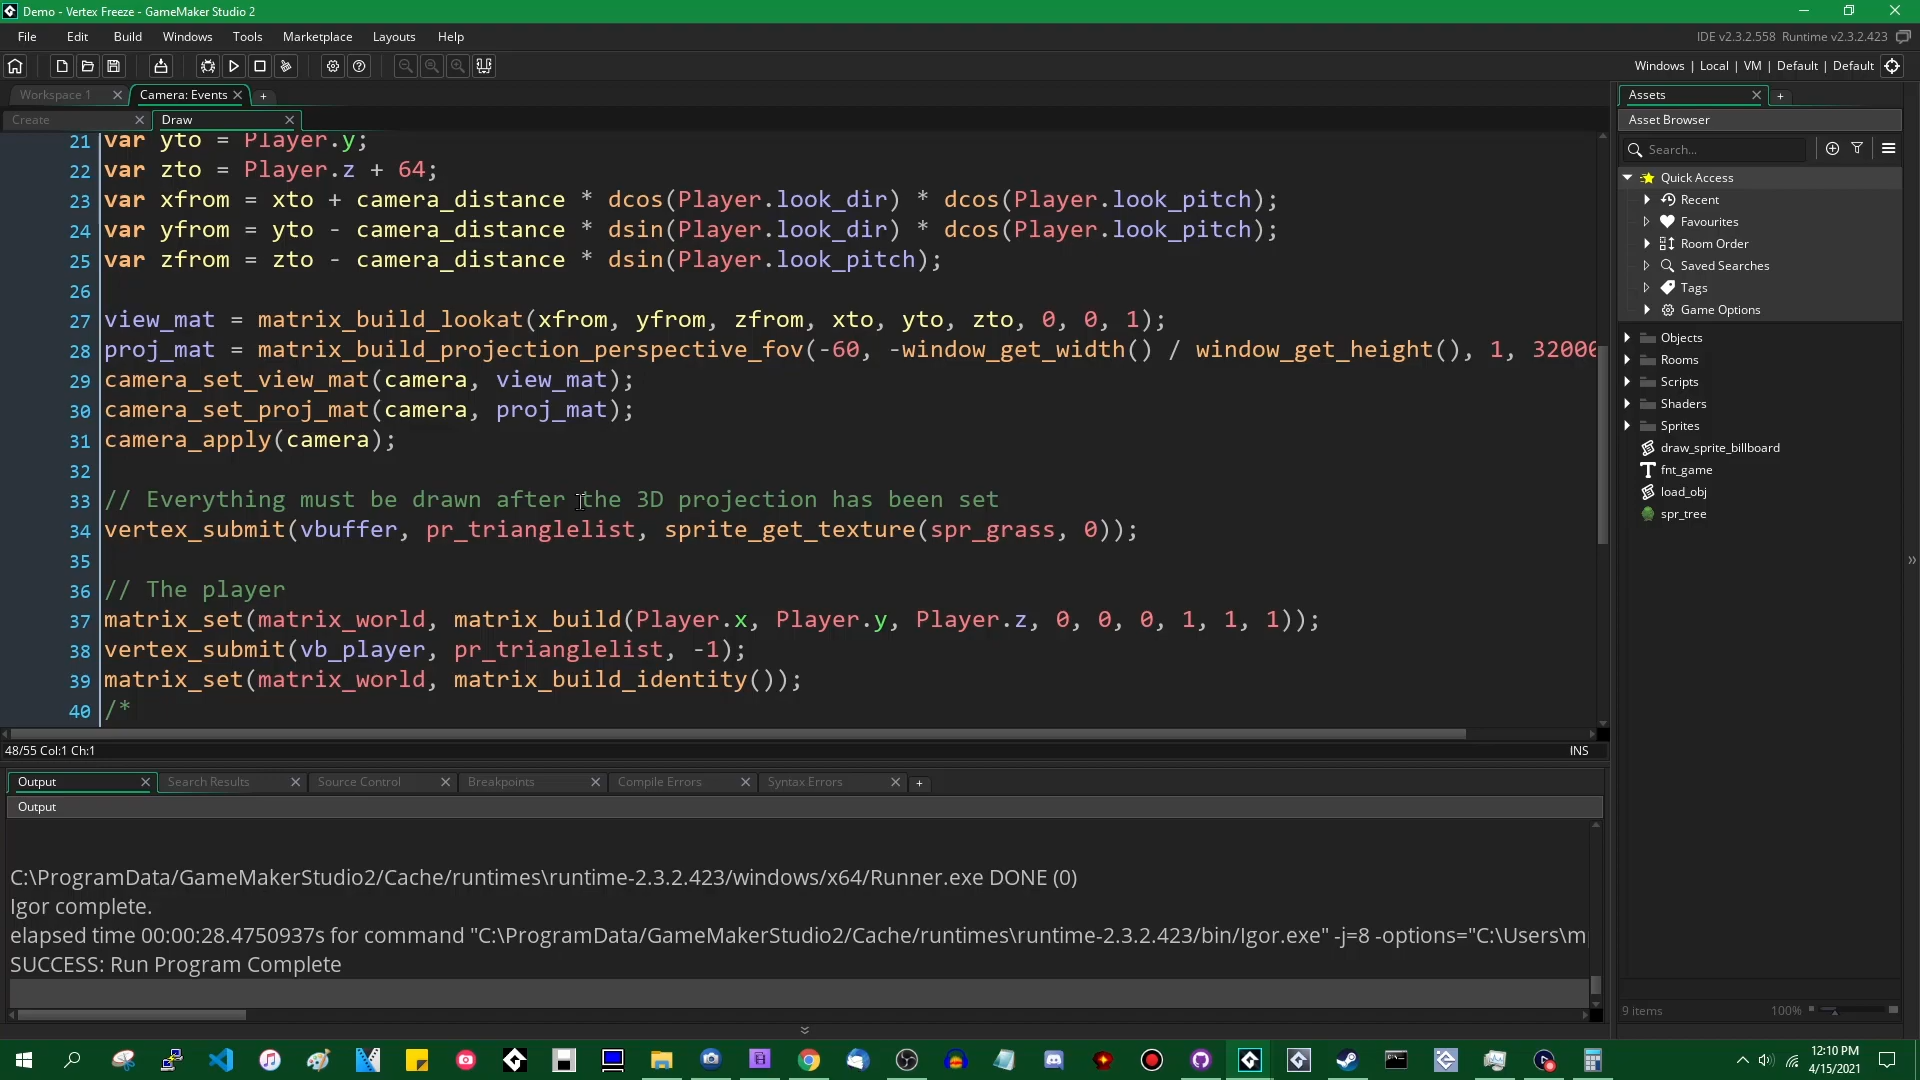 Demo - Vertex Freeze - GameMaker Studio 2
File Edit Build Windows Tools Marketplace Layouts Help
IDE v2.3.2.558 Runtime v2.3.2.423
Windows | Local | VM | Default | Default
Workspace 1
Camera: Events
Create
Draw
21 var yto = Player.y;
22 var zto = Player.z + 64;
23 var xfrom = xto + camera_distance * dcos(Player.look_dir) * dcos(Player.look_pitch);
24 var yfrom = yto - camera_distance * dsin(Player.look_dir) * dcos(Player.look_pitch);
25 var zfrom = zto - camera_distance * dsin(Player.look_pitch);
26
27 view_mat = matrix_build_lookat(xfrom, yfrom, zfrom, xto, yto, zto, 0, 0, 1);
28 proj_mat = matrix_build_projection_perspective_fov(-60, -window_get_width() / window_get_height(), 1, 32000
29 camera_set_view_mat(camera, view_mat);
30 camera_set_proj_mat(camera, proj_mat);
31 camera_apply(camera);
32
33 // Everything must be drawn after the 3D projection has been set
34 vertex_submit(vbuffer, pr_trianglelist, sprite_get_texture(spr_grass, 0));
35
36 // The player
37 matrix_set(matrix_world, matrix_build(Player.x, Player.y, Player.z, 0, 0, 0, 1, 1, 1));
38 vertex_submit(vb_player, pr_trianglelist, -1);
39 matrix_set(matrix_world, matrix_build_identity());
40 /*
48/55 Col:1 Ch:1
INS
Output
Search Results
Source Control
Breakpoints
Compile Errors
Syntax Errors
Output
C:\ProgramData/GameMakerStudio2/Cache/runtimes\runtime-2.3.2.423/windows/x64/Runner.exe DONE (0)
Igor complete.
elapsed time 00:00:28.4750937s for command "C:\ProgramData/GameMakerStudio2/Cache/runtimes\runtime-2.3.2.423/bin/Igor.exe" -j=8 -options="C:\Users\m
SUCCESS: Run Program Complete
Assets
Asset Browser
Search...
Quick Access
Recent
Favourites
Room Order
Saved Searches
Tags
Game Options
Objects
Rooms
Scripts
Shaders
Sprites
draw_sprite_billboard
fnt_game
load_obj
spr_tree
9 items
100%
12:10 PM
4/15/2021